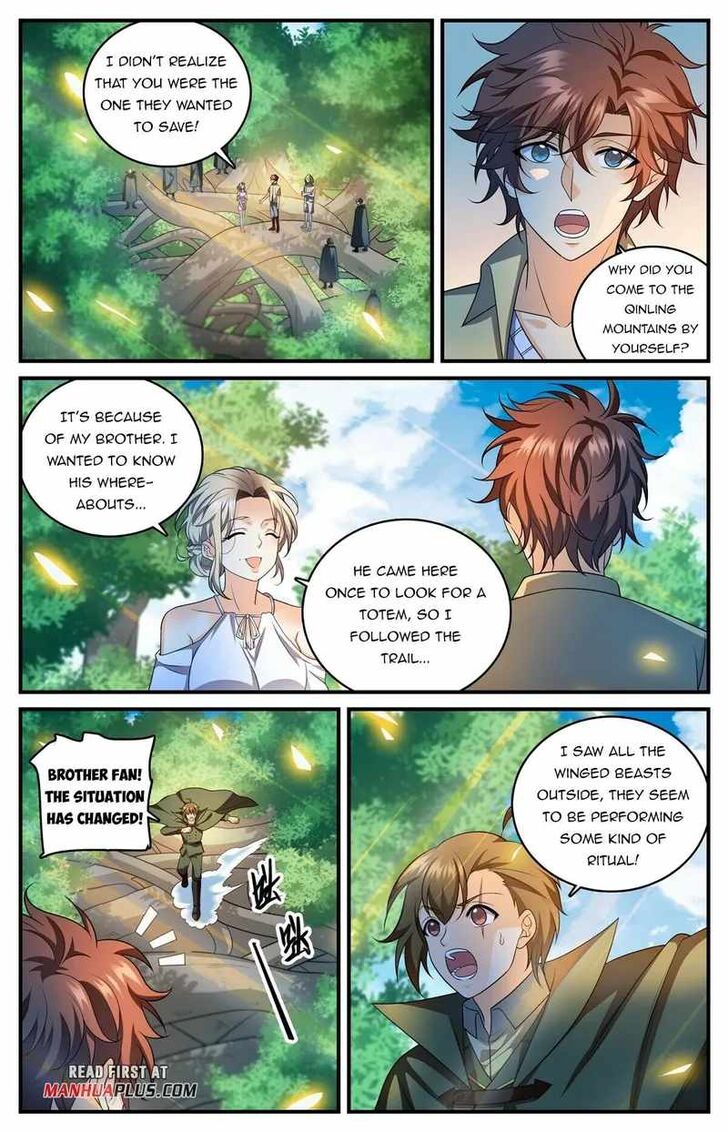 I DIDN'T REALIZE
THAT YOU WERE THE
ONE THEY WANTED
TO SAVE!
WHY DID YOU
COME TO THE
QINLING
MOUNTAINS BY
YOURSELF?
IT'S BECAUSE
OF MY BROTHER. I
WANTED TO KNOW
HIS WHERE-
ABOUTS...
HE CAME HERE
ONCE TO LOOK FOR A
TOTEM, SO I
FOLLOWED THE
TRAIL...
BROTHER FAN!
THE SITUATION
HAS CHANGED!
I SAW ALL THE
WINGED BEASTS
OUTSIDE, THEY SEEM
TO BE PERFORMING
SOME KIND OF
RITUAL!
READ FIRST AT
MANHUAPLUS.COM